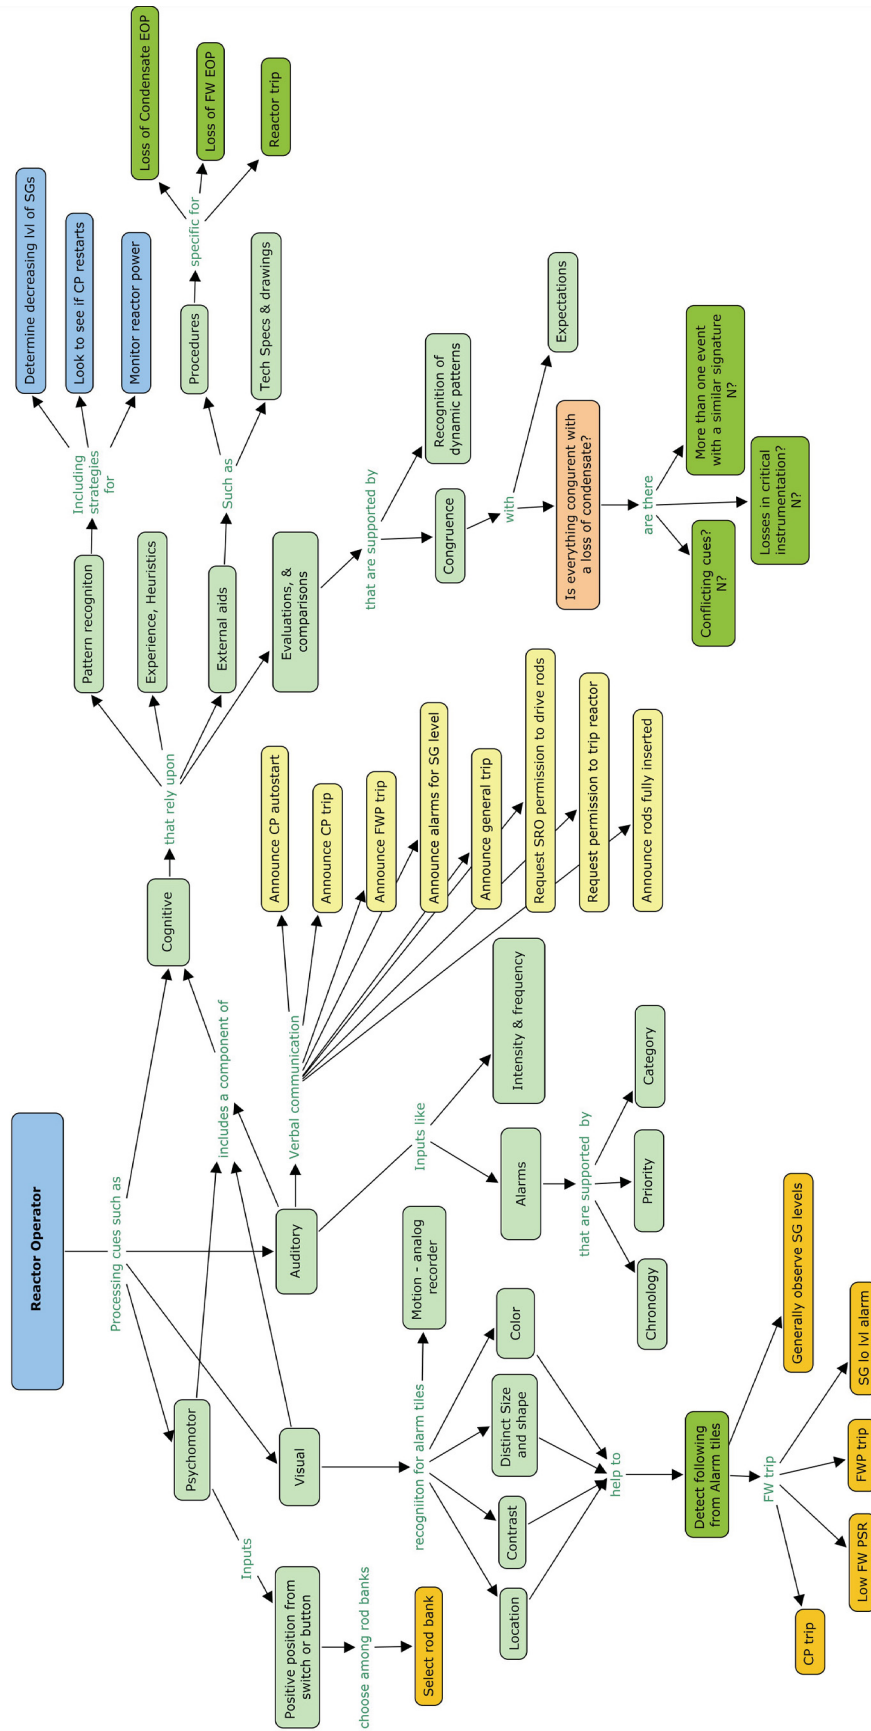 Reactor Operator
Processing cues such as
Psychomotor
Visual
Auditory
Cognitive
includes a component of
Inputs
Positive position from
switch or button
choose among rod banks
Select rod bank
recogniiton for alarm tiles
Motion - analog
recorder
Location
Contrast
Distinct Size
and shape
Color
help to
Detect following
from Alarm tiles
Generally observe SG levels
FW trip
CP trip
Low FW PSR
FWP trip
SG lo lvl alarm
Inputs like
Alarms
Intensity & frequency
that are supported  by
Chronology
Priority
Category
Verbal communication
Announce CP autostart
Announce CP trip
Announce FWP trip
Announce alarms for SG level
Announce general trip
Request SRO permission to drive rods
Request permission to trip reactor
Announce rods fully inserted
that rely upon
Pattern recogniton
Experience, Heuristics
External aids
Evaluations, &
comparisons
Including
strategies
for
Determine decreasing lvl of SGs
Look to see if CP restarts
Monitor reactor power
Such as
Procedures
Tech Specs & drawings
specific for
Loss of Condensate EOP
Loss of FW EOP
Reactor trip
that are supported by
Congruence
Recognition of
dynamic patterns
with
Is everything congurent with
a loss of condensate?
Expectations
are there
Conflicting cues?
N?
Losses in critical
instrumentation?
N?
More than one event
with a similar signature
N?